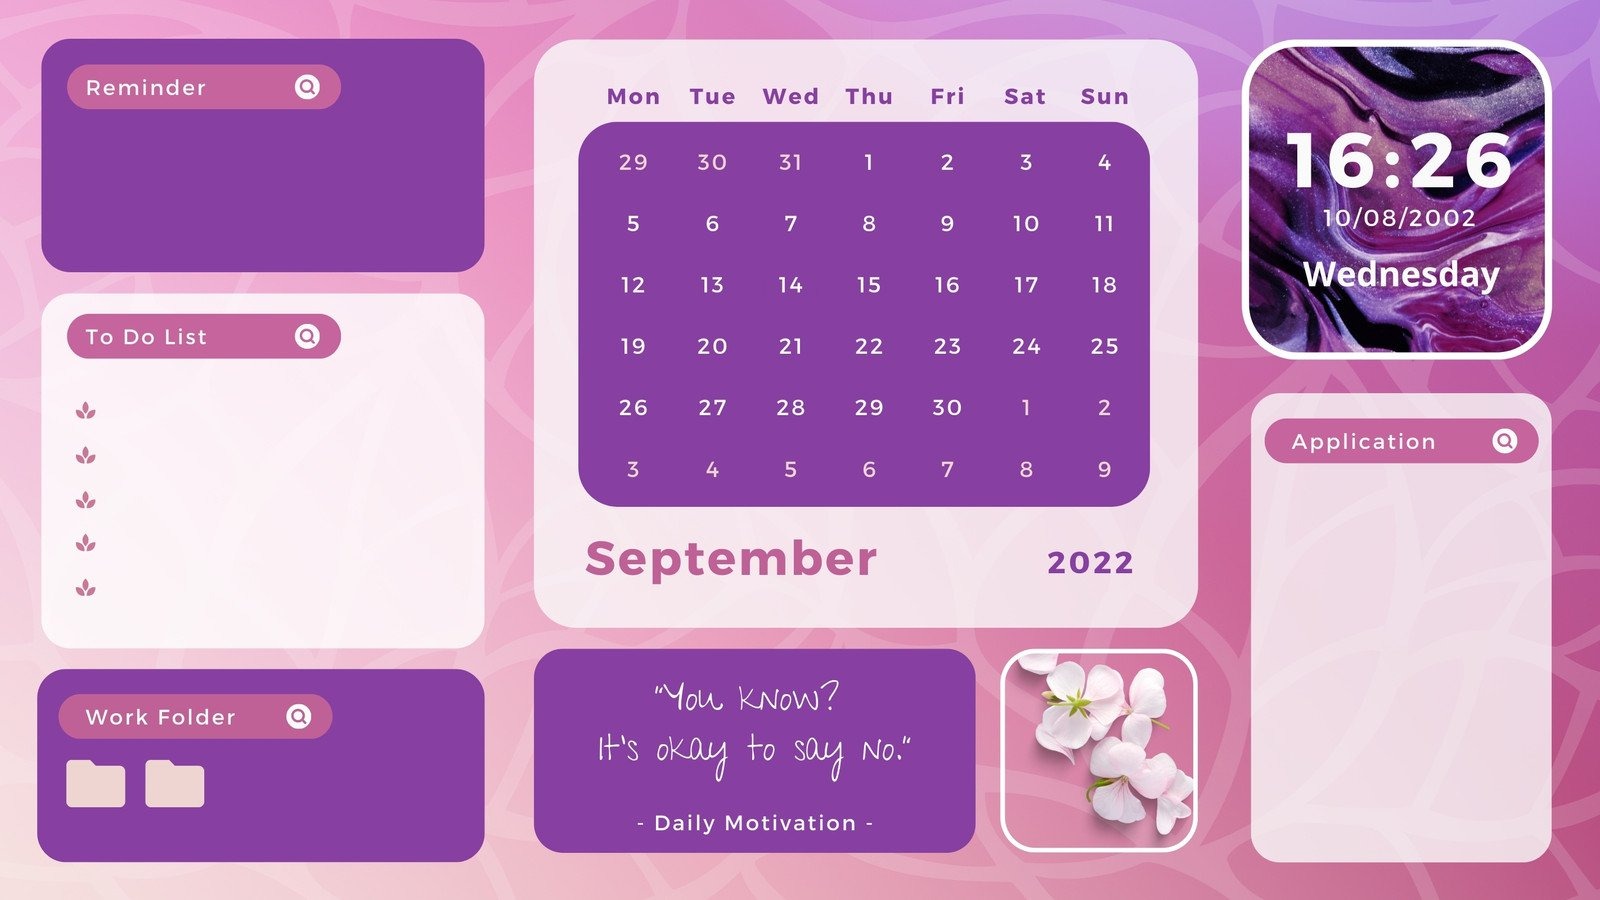 Reminder
To Do List
Work Folder
Mon Tue Wed Thu Fri Sat Sun
29 30 31 1 2 3 4
5 6 7 8 9 10 11
12 13 14 15 16 17 18
19 20 21 22 23 24 25
26 27 28 29 30 1 2
3 4 5 6 7 8 9
September 2022
"You know?
It's okay to say no."
- Daily Motivation -
16:26
10/08/2002
Wednesday
Application